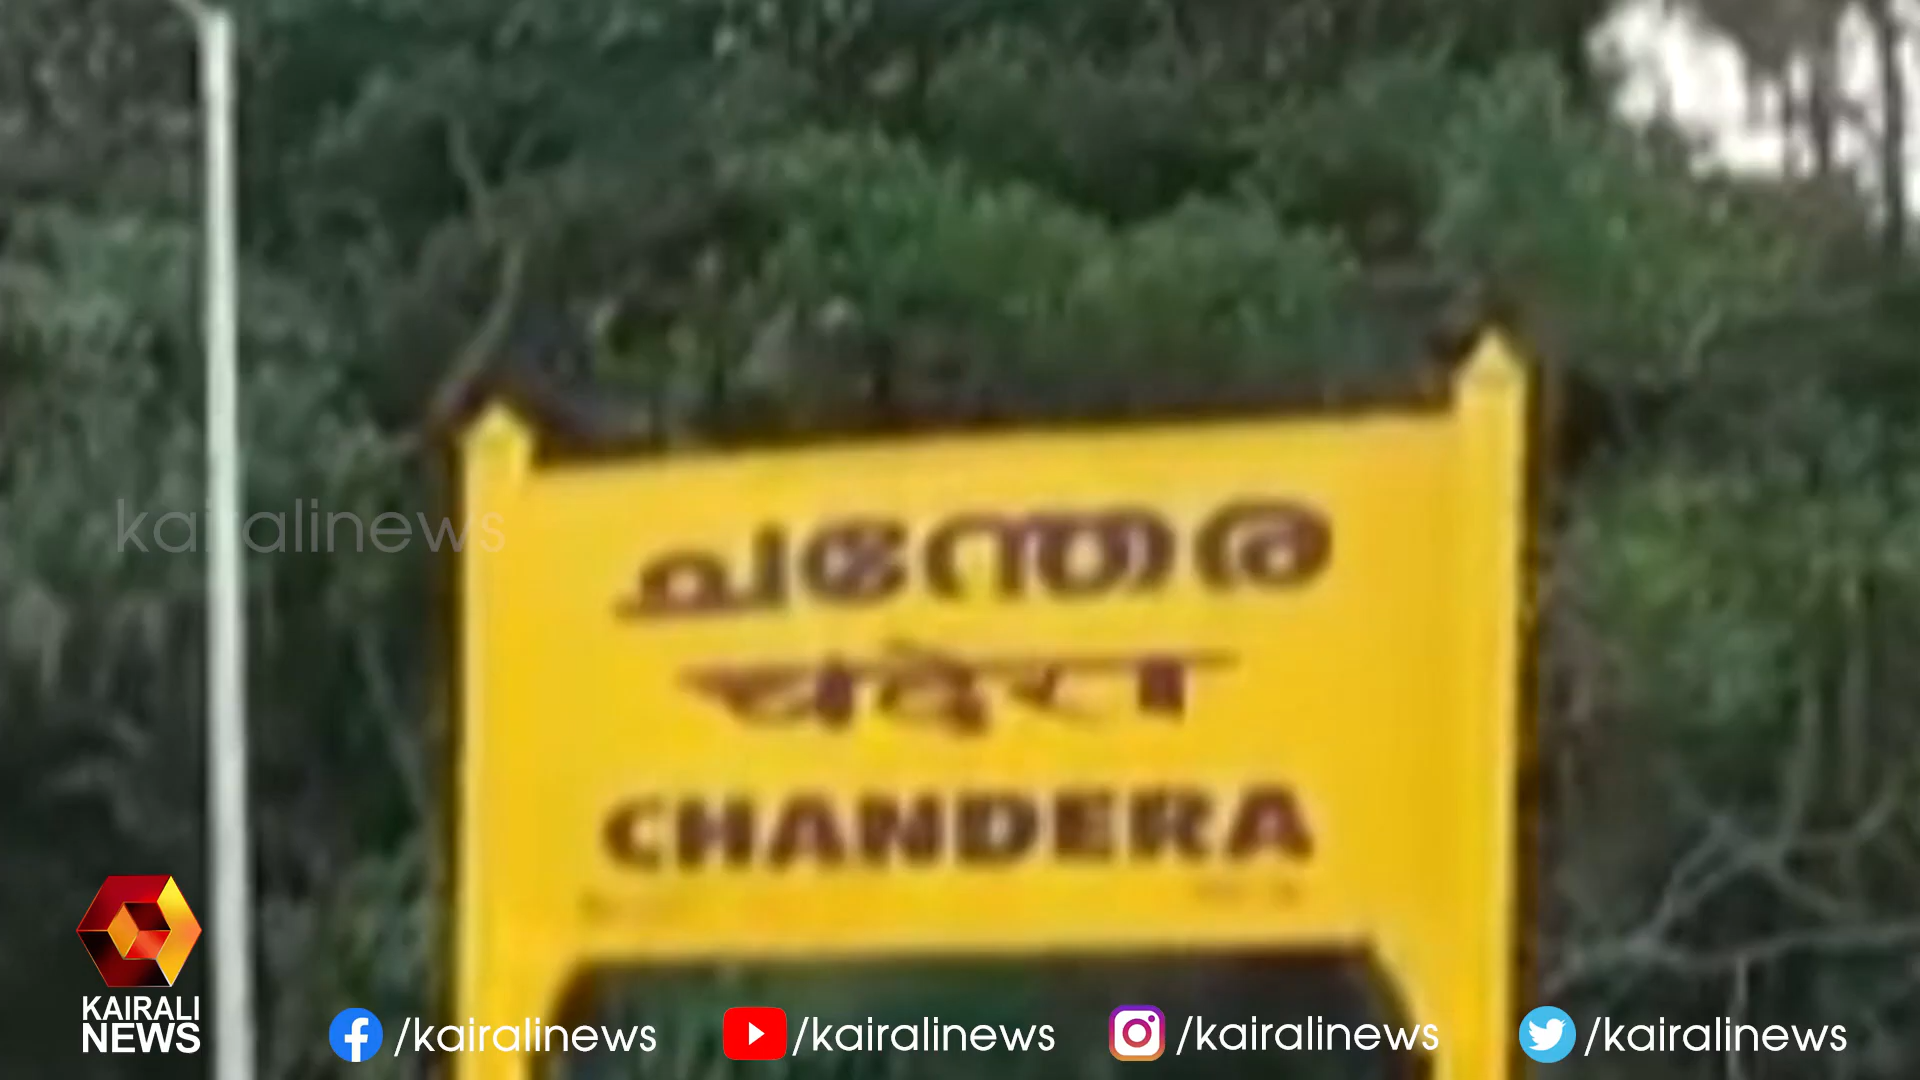 kairalinews
ചന്തേര
चंदेरा
CHANDERA
KAIRALI
NEWS
/kairalinews
/kairalinews
/kairalinews
/kairalinews